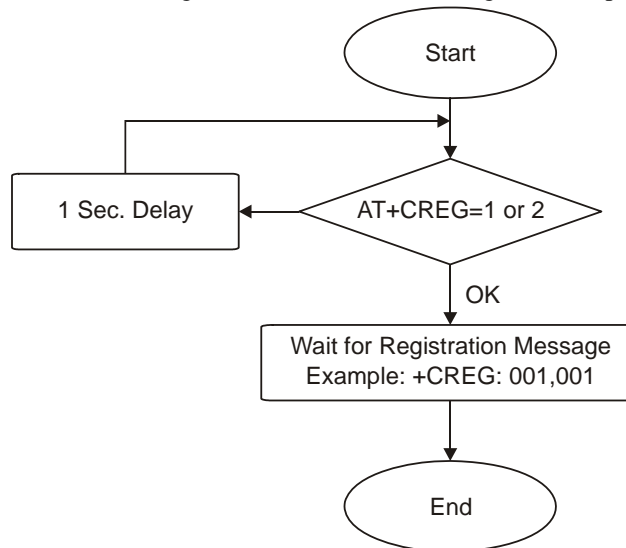 Start
1 Sec. Delay
AT+CREG=1 or 2
OK
Wait for Registration Message
Example: +CREG: 001,001
End